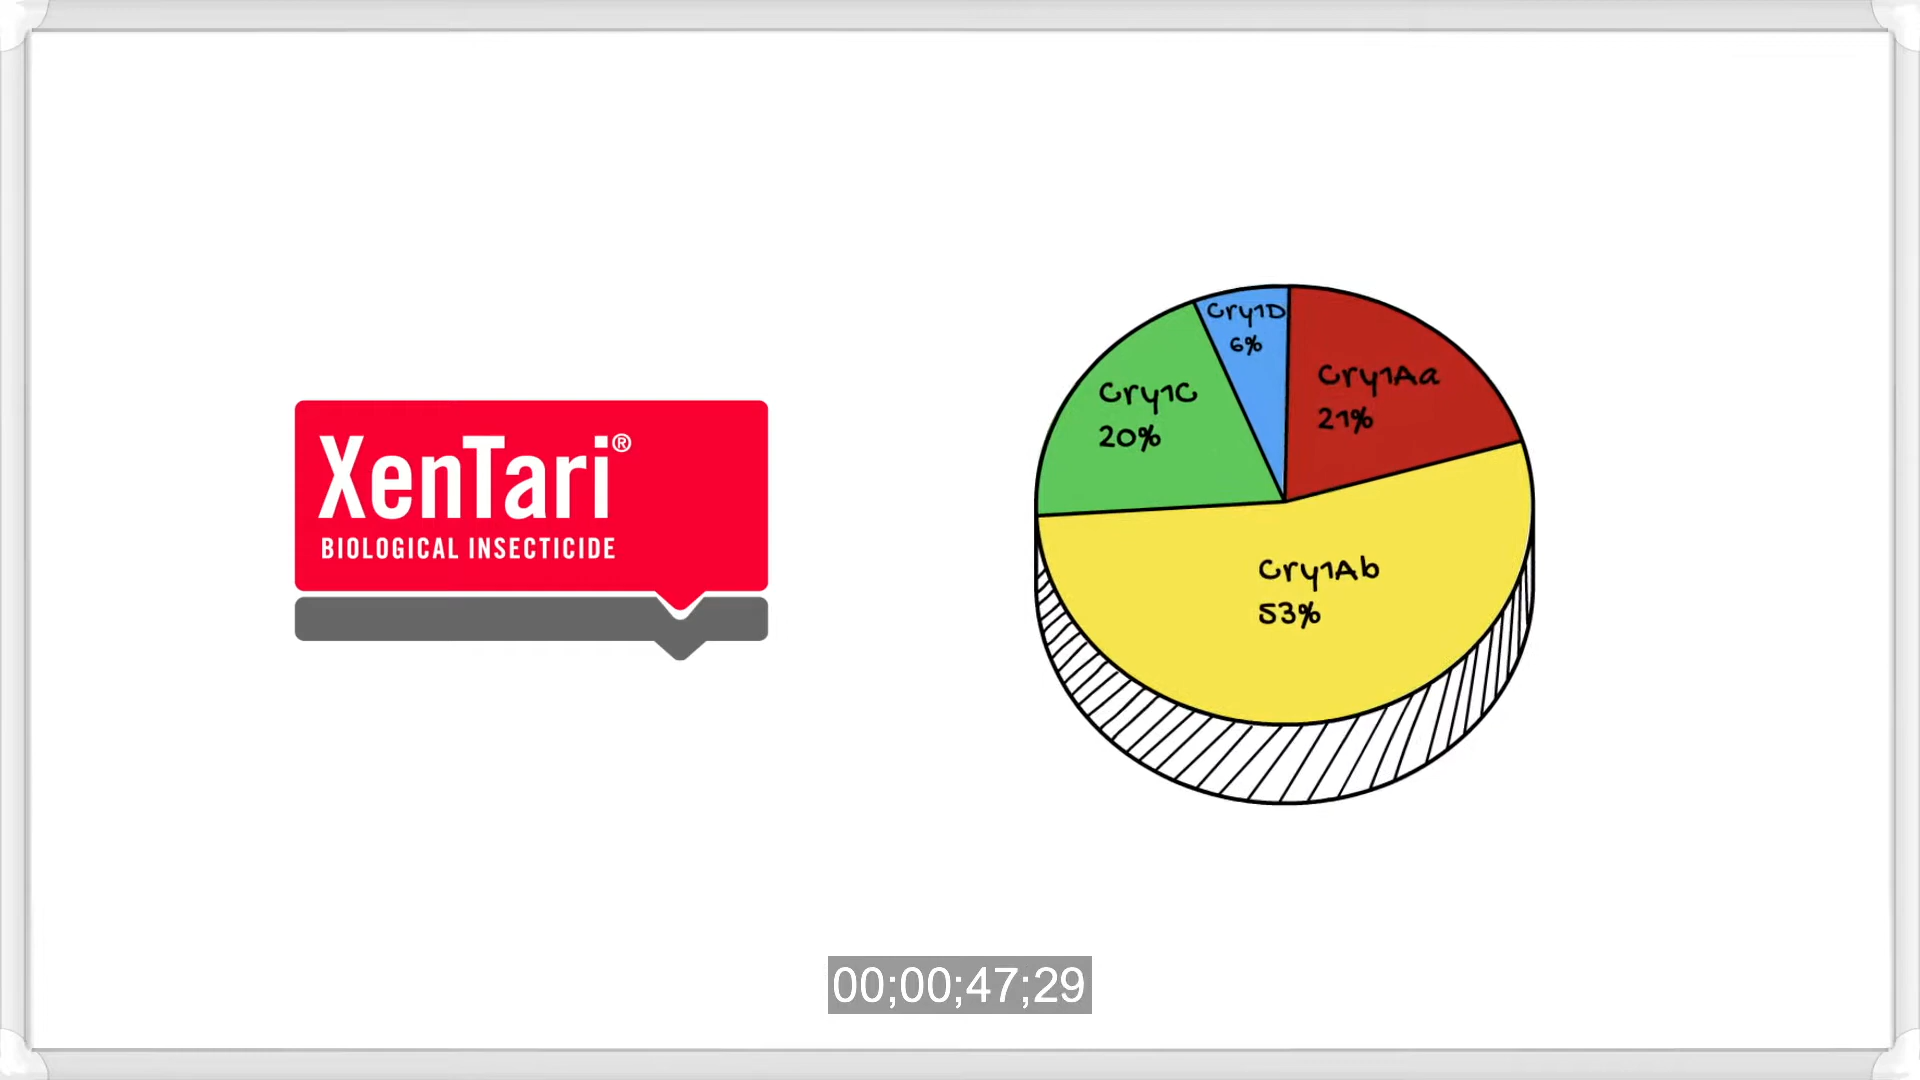 XenTari®
BIOLOGICAL INSECTICIDE
Cry1D
6%
Cry1Aa
21%
Cry1C
20%
Cry1Ab
53%
00;00;47;29